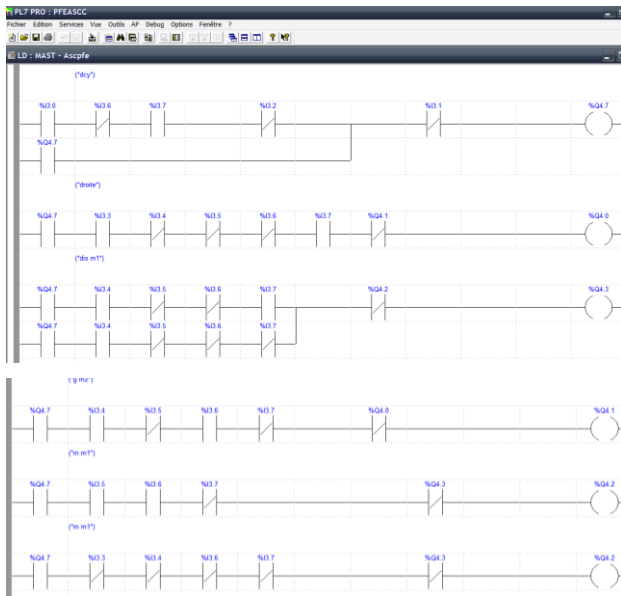 PL7 PRO : PFEASCC
Fichier Edition Services Vue Outils AP Debug Options Fenêtre ?
LD : MAST - Ascpfe
(*dcy*)
%I3.0 %I3.6 %I3.7 %I3.2 %I3.1 %Q4.7
%Q4.7
(*droite*)
%Q4.7 %I3.3 %I3.4 %I3.5 %I3.6 %I3.7 %Q4.1 %Q4.0
(*dis m1*)
%Q4.7 %I3.4 %I3.5 %I3.6 %I3.7 %Q4.2 %Q4.3
%Q4.7 %I3.4 %I3.5 %I3.6 %I3.7
(*g m2*)
%Q4.7 %I3.4 %I3.5 %I3.6 %I3.7 %Q4.0 %Q4.1
(*m m1*)
%Q4.7 %I3.5 %I3.6 %I3.7 %Q4.3 %Q4.2
(*m m1*)
%Q4.7 %I3.3 %I3.4 %I3.6 %I3.7 %Q4.3 %Q4.2